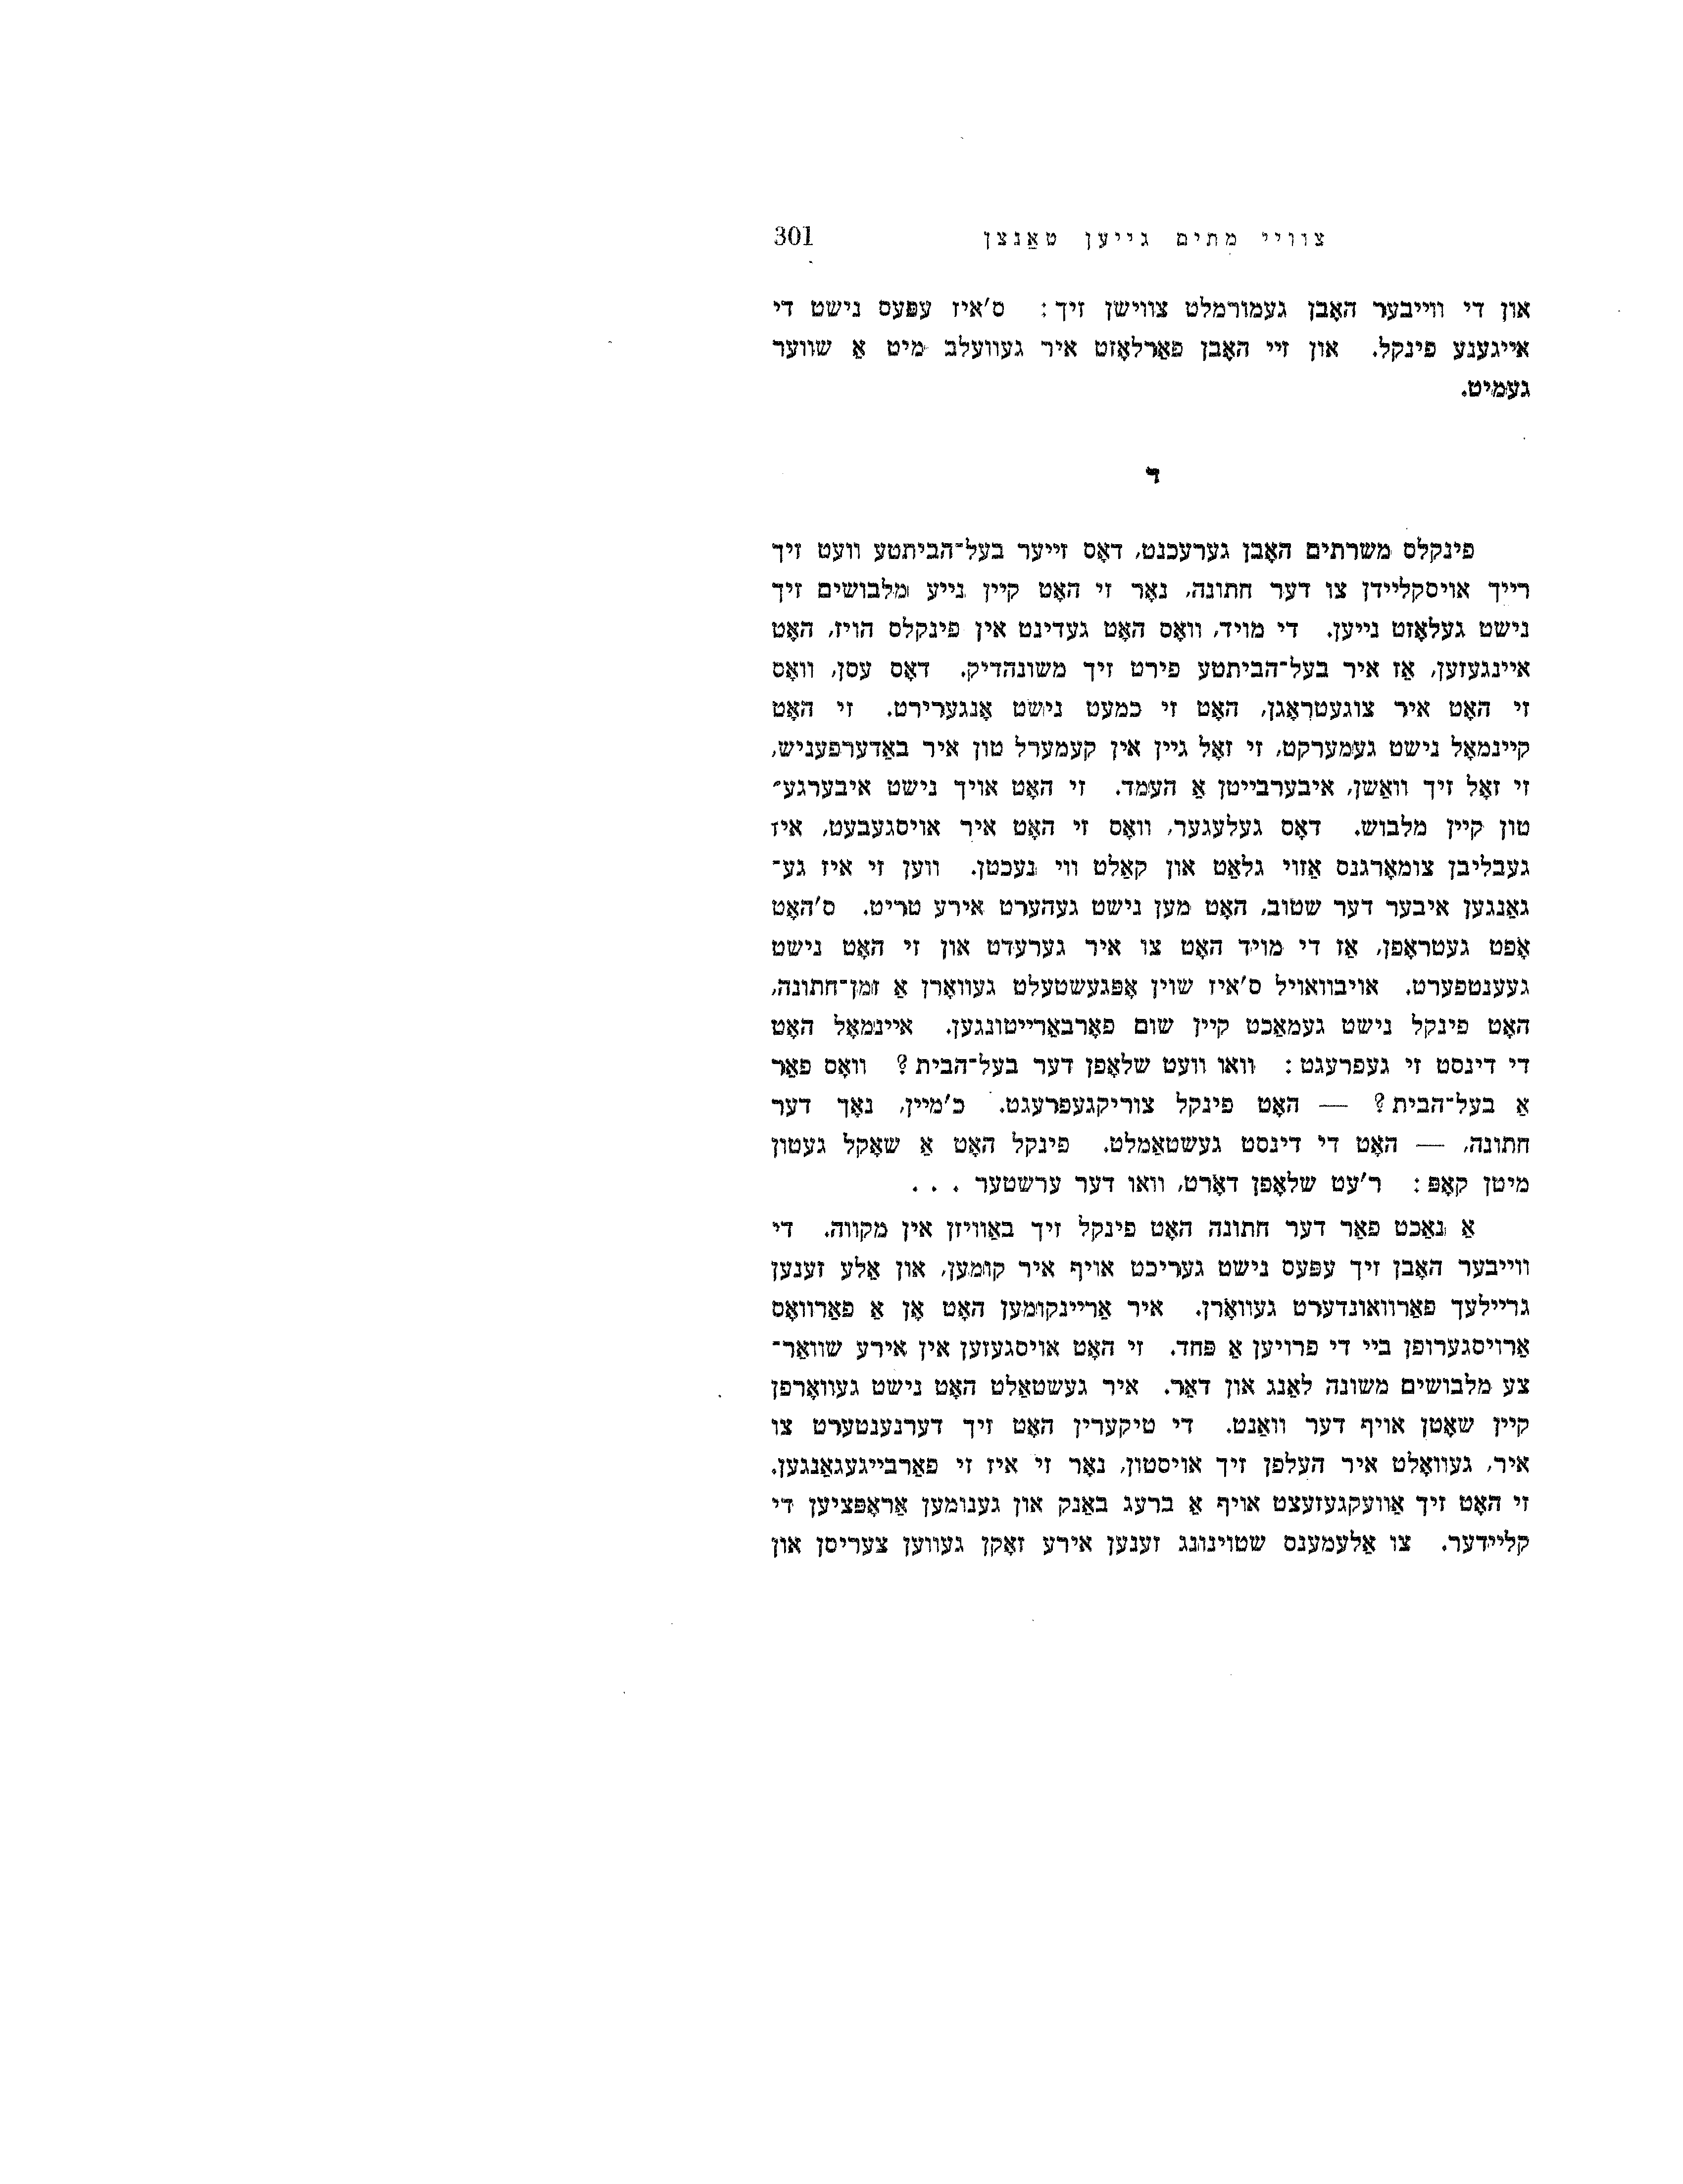 צוויי מתים גייען טאַנצן 301
און די ווייבער האָבן געמורמלט צווישן זיך: ס'איז עפּעס נישט די
אייגענע פינקל. און זיי האָבן פאַרלאָזט איר געוועלב מיט אַ שווער
געמיט.
ד
פינקלס משרתים האָבן גערעכנט, דאָס זייער בעל־הביתטע וועט זיך
רייך אויסקליידן צו דער חתונה, נאָר זי האָט קיין נייע מלבושים זיך
נישט געלאָזט נייען. די מויד, וואָס האָט געדינט אין פינקלס הויז, האָט
איינגעזען, אַז איר בעל־הביתטע פירט זיך משונהדיק. דאָס עסן, וואָס
זי האָט איר צוגעטראָגן, האָט זי כמעט נישט אָנגערירט. זי האָט
קיינמאָל נישט געמערקט, זי זאָל גיין אין קעמערל טון איר באַדערפעניש,
זי זאָל זיך וואַשן, איבערבייטן אַ העמד. זי האָט אויך נישט איבערגע־
טון קיין מלבוש. דאָס געלעגער, וואָס זי האָט איר אויסגעבעט, איז
געבליבן צומאָרגנס אַזוי גלאַט און קאַלט ווי נעכטן. ווען זי איז גע־
גאַנגען איבער דער שטוב, האָט מען נישט געהערט אירע טריט. ס'האָט
אָפט געטראָפן, אַז די מויד האָט צו איר גערעדט און זי האָט נישט
געענטפערט. אויבוואויל ס'איז שוין אָפּגעשטעלט געוואָרן אַ זמן־חתונה,
האָט פינקל נישט געמאַכט קיין שום פאָרבאַרייטונגען. איינמאָל האָט
די דינסט זי געפרעגט: וואו וועט שלאָפן דער בעל־הבית? וואָס פאַר
אַ בעל־הבית? — האָט פינקל צוריקגעפרעגט. כ'מיין, נאָך דער
חתונה, — האָט די דינסט געשטאַמלט. פינקל האָט אַ שאָקל געטון
מיטן קאָפּ: ר'עט שלאָפן דאָרט, וואו דער ערשטער . . .
אַ נאַכט פאַר דער חתונה האָט פינקל זיך באַוויזן אין מקווה. די
ווייבער האָבן זיך עפּעס נישט געריכט אויף איר קומען, און אַלע זענען
גריילעך פאַרוואונדערט געוואָרן. איר אַריינקומען האָט אָן אַ פאַרוואָס
אַרויסגערופן ביי די פרויען אַ פּחד. זי האָט אויסגעזען אין אירע שוואַר־
צע מלבושים משונה לאַנג און דאַר. איר געשטאַלט האָט נישט געוואָרפן
קיין שאָטן אויף דער וואַנט. די טיקערין האָט זיך דערנענטערט צו
איר, געוואָלט איר העלפן זיך אויסטון, נאָר זי איז זי פאַרבייגעגאַנגען.
זי האָט זיך אַוועקגעזעצט אויף אַ ברעג באַנק און גענומען אַראָפּציען די
קליידער. צו אַלעמענס שטוינונג זענען אירע זאָקן געווען צעריסן און